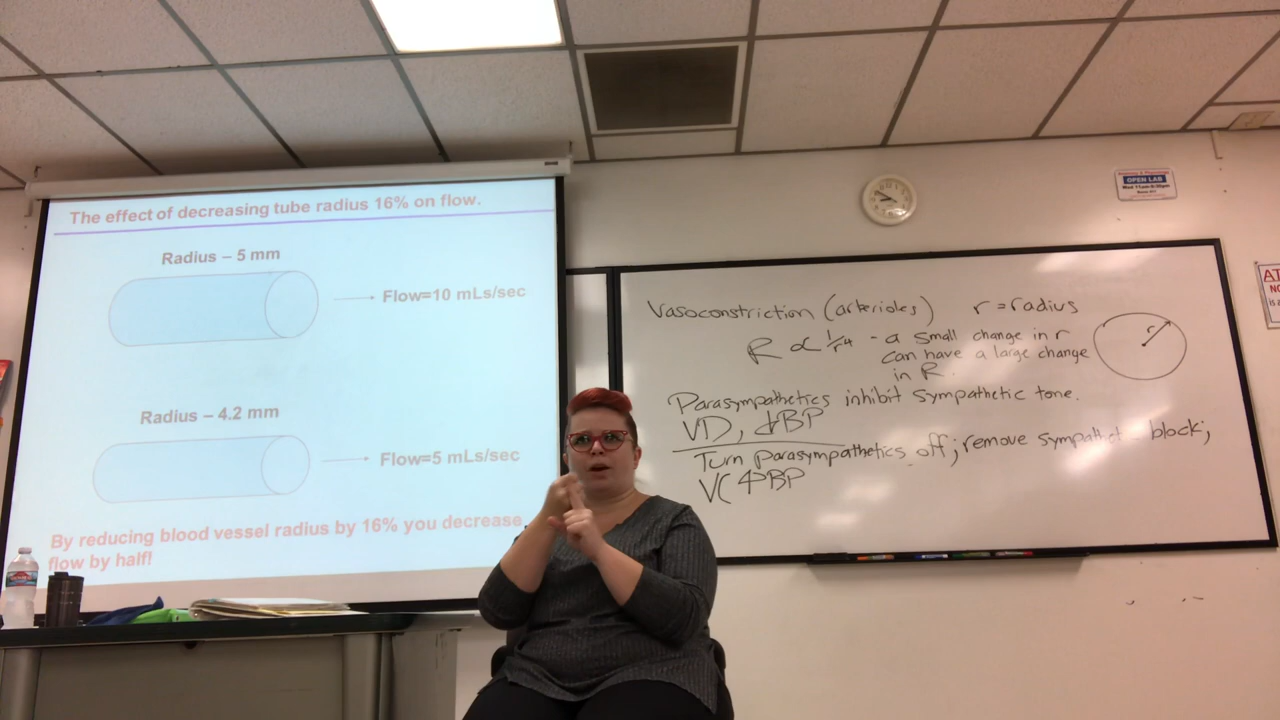 The effect of decreasing tube radius 16% on flow.
Radius – 5 mm
Flow=10 mLs/sec
Radius – 4.2 mm
Flow=5 mLs/sec
By reducing blood vessel radius by 16% you decrease
flow by half!
Vasoconstriction (arterioles) r = radius
R ∝ 1/r⁴ - a small change in r
can have a large change
in R.
r
Parasympathetics inhibit sympathetic tone.
VD, ↓BP
Turn parasympathetics off; remove block;
VC ↑BP
OPEN LAB